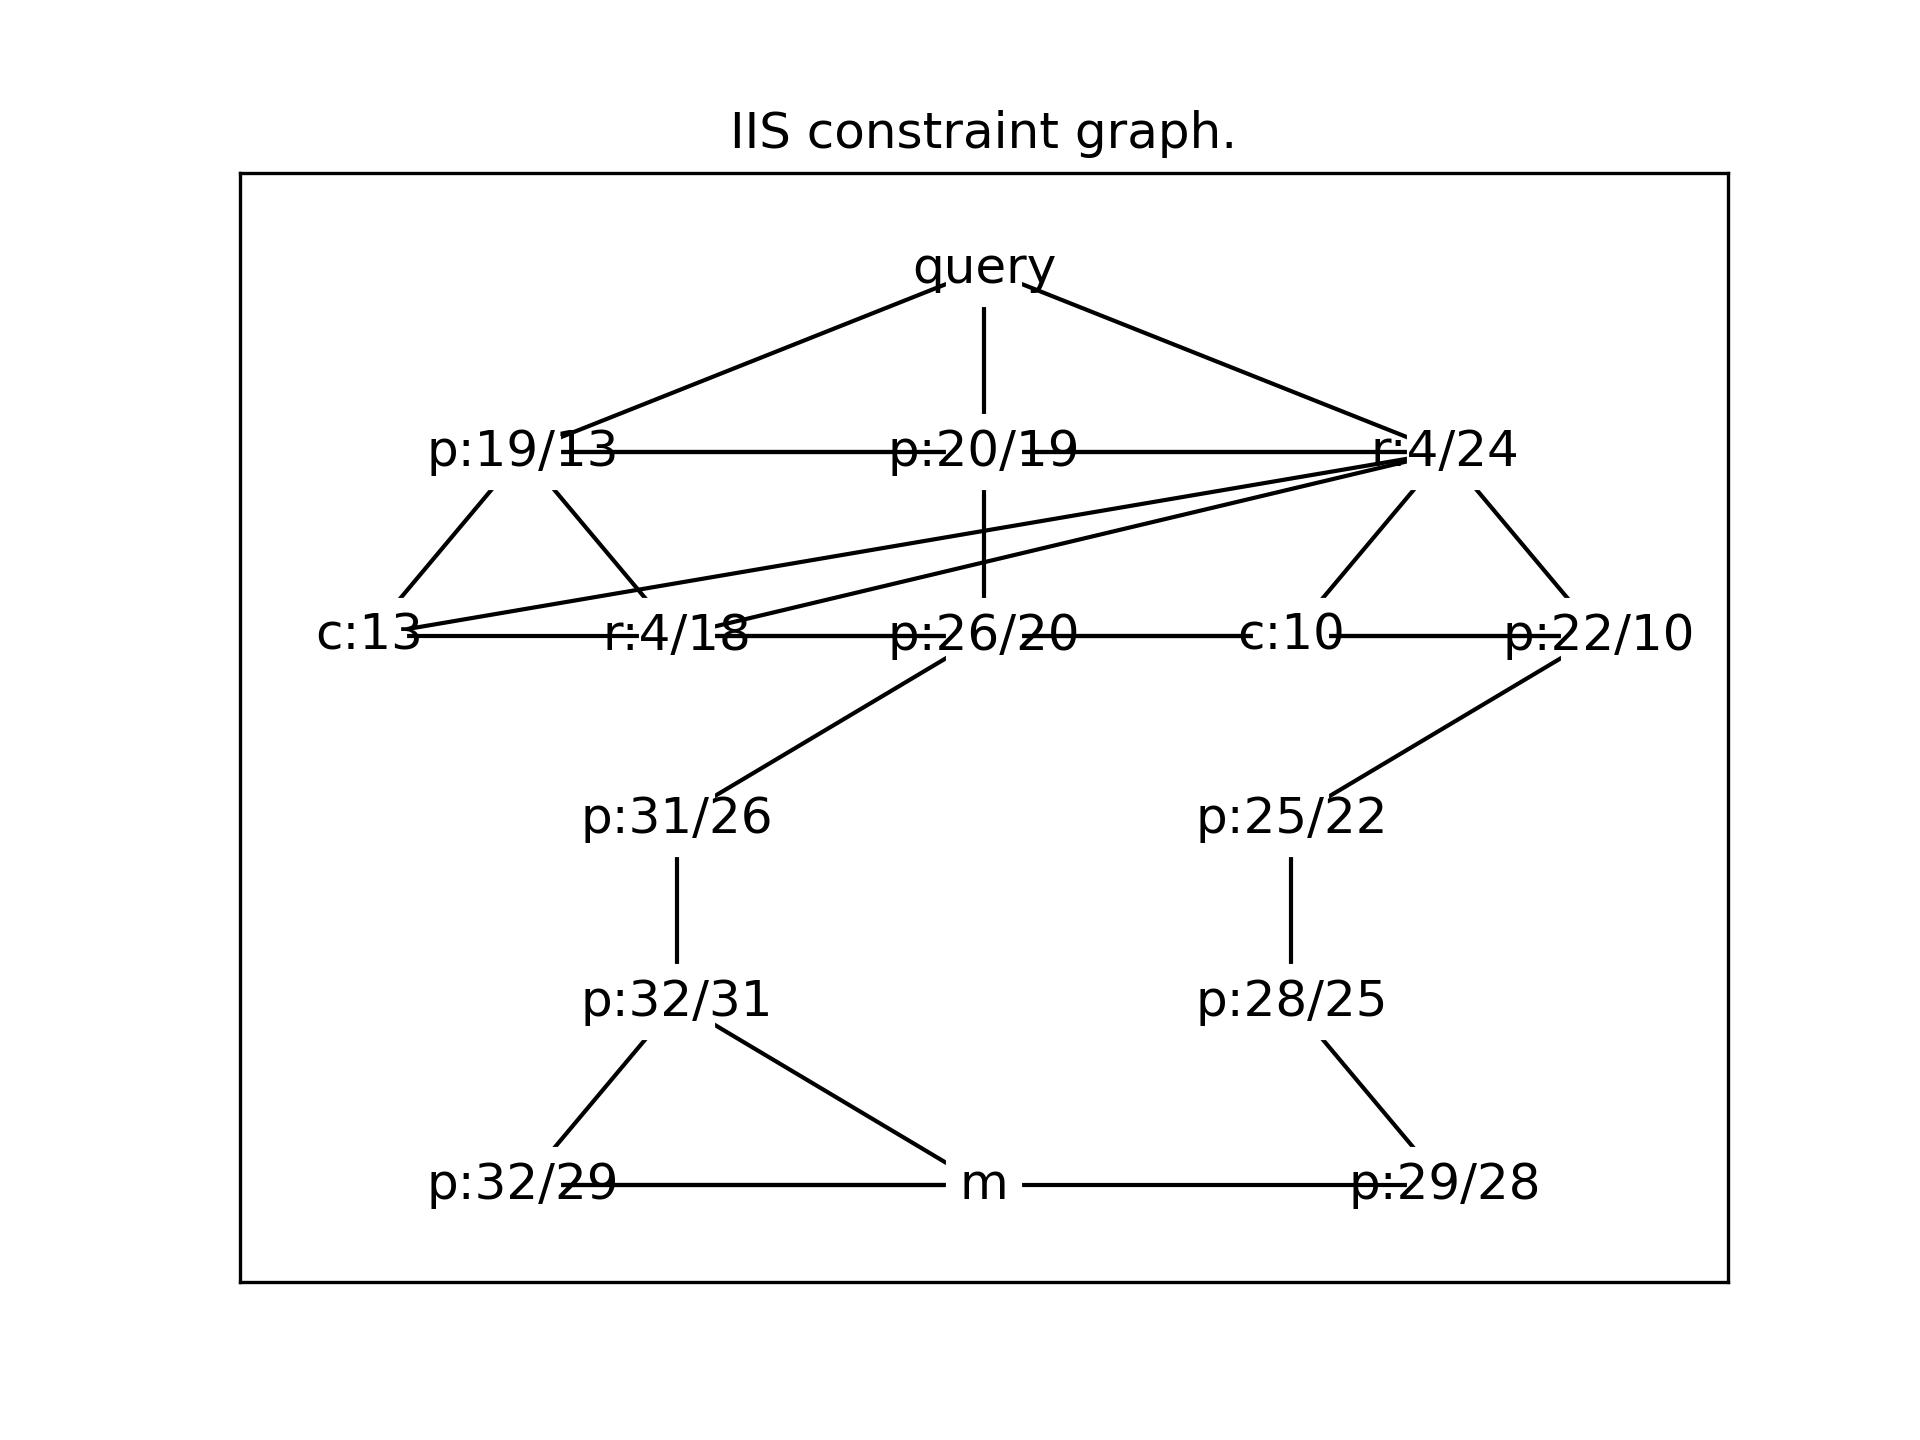 IIS constraint graph.
query
p:19/13 p:20/19 r:4/24
c:13 r:4/18 p:26/20 c:10 p:22/10
p:31/26 p:25/22
p:32/31 p:28/25
p:32/29 m p:29/28